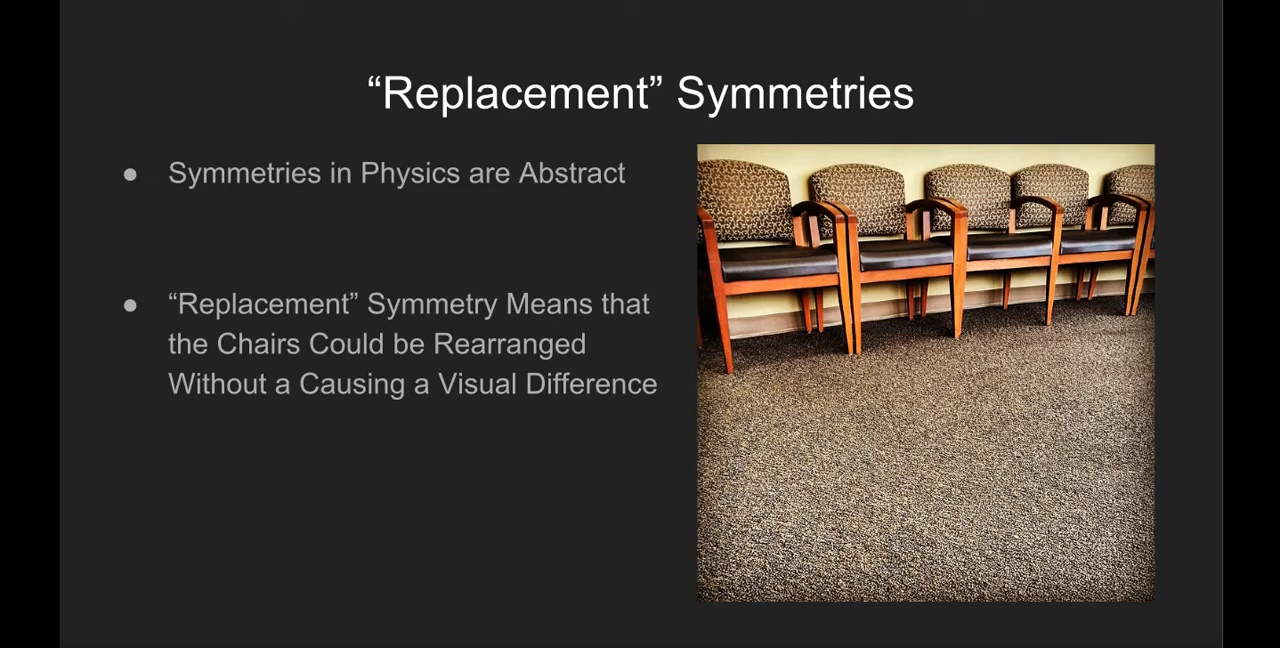 “Replacement” Symmetries
● Symmetries in Physics are Abstract
● “Replacement” Symmetry Means that
the Chairs Could be Rearranged
Without a Causing a Visual Difference